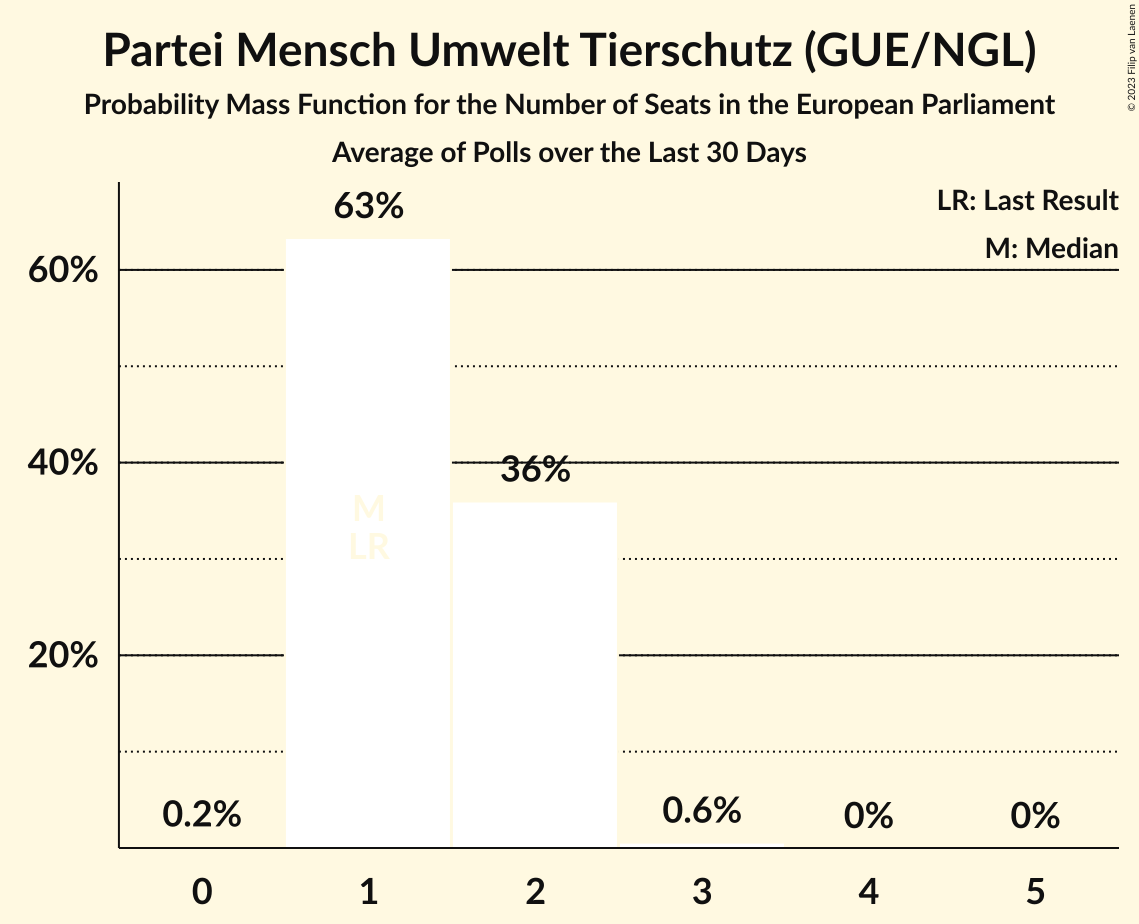 Partei Mensch Umwelt Tierschutz (GUE/NGL)
Probability Mass Function for the Number of Seats in the European Parliament
Average of Polls over the Last 30 Days
© 2023 Filip van Laenen
LR: Last Result
M: Median
63%
60%
40%
36%
M
LR
20%
0.2%
0.6%
0%
0%
0
1
2
3
4
5